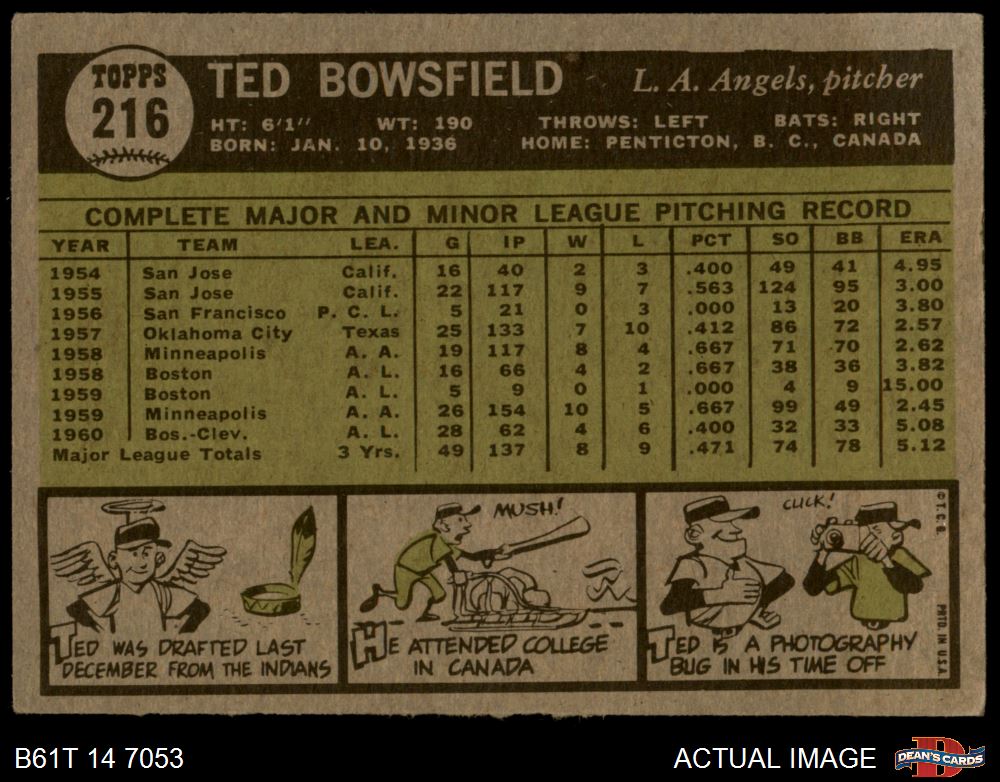 TOPPS
216
TED BOWSFIELD L. A. Angels, pitcher
HT: 6'1" WT: 190 THROWS: LEFT BATS: RIGHT
BORN: JAN. 10, 1936 HOME: PENTICTON, B. C., CANADA
COMPLETE MAJOR AND MINOR LEAGUE PITCHING RECORD
YEAR TEAM LEA. G IP W L PCT SO BB ERA
1954 San Jose Calif. 16 40 2 3 .400 49 41 4.95
1955 San Jose Calif. 22 117 9 7 .563 124 95 3.00
1956 San Francisco P. C. L. 5 21 0 3 .000 13 20 3.80
1957 Oklahoma City Texas 25 133 7 10 .412 86 72 2.57
1958 Minneapolis A. A. 19 117 8 4 .667 71 70 2.62
1958 Boston A. L. 16 66 4 2 .667 38 36 3.82
1959 Boston A. L. 5 9 0 1 .000 4 9 15.00
1959 Minneapolis A. A. 26 154 10 5 .667 99 49 2.45
1960 Bos.-Clev. A. L. 28 62 4 6 .400 32 33 5.08
Major League Totals 3 Yrs. 49 137 8 9 .471 74 78 5.12
TED WAS DRAFTED LAST
DECEMBER FROM THE INDIANS
MUSH!
HE ATTENDED COLLEGE
IN CANADA
CLICK!
TED IS A PHOTOGRAPHY
BUG IN HIS TIME OFF
© T. C. G.
PRTD. IN U.S.A.
B61T 14 7053
ACTUAL IMAGE
D
DEAN'S CARDS